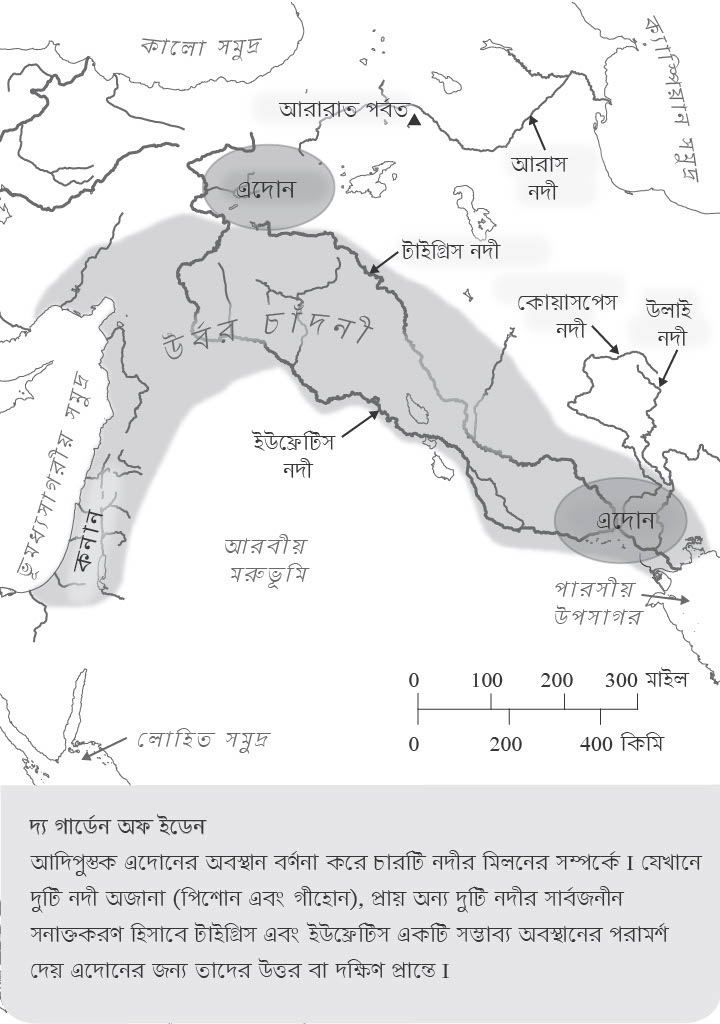 কালো সমুদ্র
ক্যাস্পিয়ান সমুদ্র
আরারাত পর্বত
আরাস
নদী
এদোন
টাইগ্রিস নদী
কোয়াসপেস
নদী
উলাই
নদী
উর্বর চাঁদনী
ভূমধ্যসাগরীয় সমুদ্র
ইউফ্রেটিস
নদী
কনান
এদোন
আরবীয়
মরুভূমি
পারসীয়
উপসাগর
0 100 200 300 মাইল
0 200 400 কিমি
লোহিত সমুদ্র
দ্য গার্ডেন অফ ইডেন
আদিপুস্তক এদোনের অবস্থান বর্ণনা করে চারটি নদীর মিলনের সম্পর্কে I যেখানে
দুটি নদী অজানা (পিশোন এবং গীহোন), প্রায় অন্য দুটি নদীর সার্বজনীন
সনাক্তকরণ হিসাবে টাইগ্রিস এবং ইউফ্রেটিস একটি সম্ভাব্য অবস্থানের পরামর্শ
দেয় এদোনের জন্য তাদের উত্তর বা দক্ষিণ প্রান্তে I